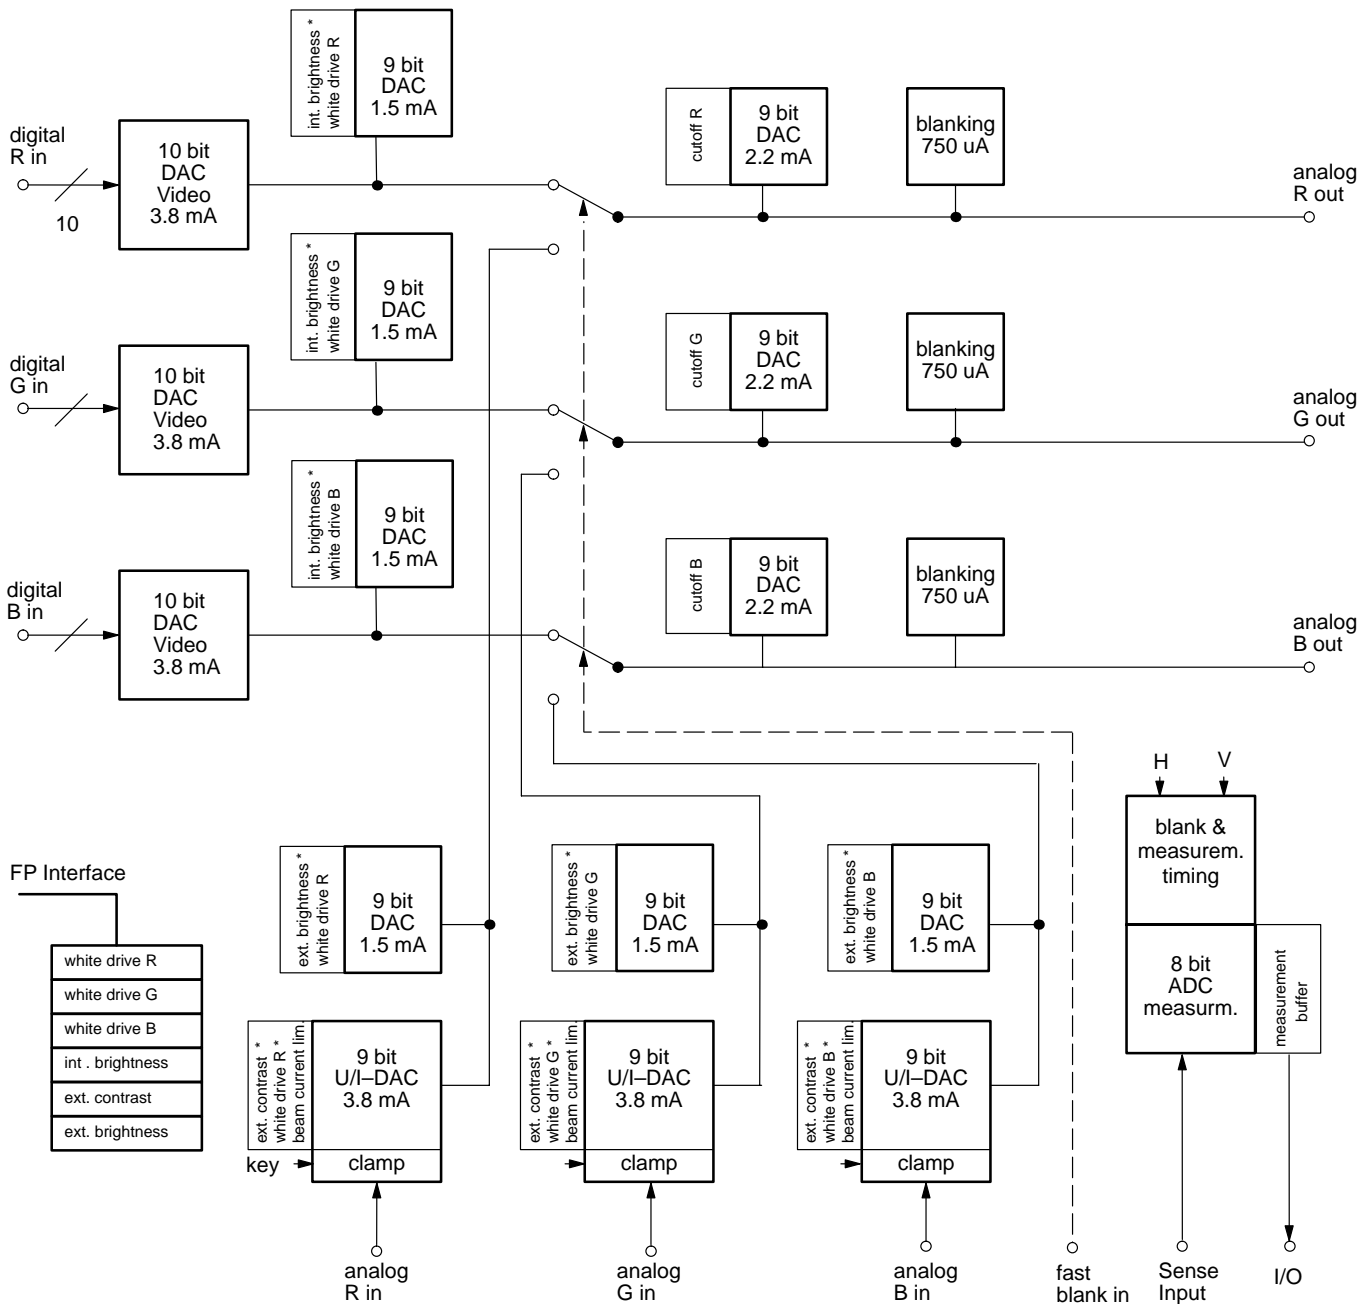 int. brightness *
white drive R
9 bit
DAC
1.5 mA
cutoff R
9 bit
DAC
2.2 mA
blanking
750 uA
digital
R in
10
10 bit
DAC
Video
3.8 mA
analog
R out
int. brightness *
white drive G
9 bit
DAC
1.5 mA
cutoff G
9 bit
DAC
2.2 mA
blanking
750 uA
digital
G in
10 bit
DAC
Video
3.8 mA
analog
G out
int. brightness *
white drive B
9 bit
DAC
1.5 mA
cutoff B
9 bit
DAC
2.2 mA
blanking
750 uA
digital
B in
10 bit
DAC
Video
3.8 mA
analog
B out
H
V
blank &
measurem.
timing
8 bit
ADC
measurm.
measurement
buffer
FP Interface
white drive R
white drive G
white drive B
int . brightness
ext. contrast
ext. brightness
ext. brightness *
white drive R
9 bit
DAC
1.5 mA
ext. brightness *
white drive G
9 bit
DAC
1.5 mA
ext. brightness *
white drive B
9 bit
DAC
1.5 mA
ext. contrast *
white drive R *
beam current lim.
9 bit
U/I–DAC
3.8 mA
key
clamp
ext. contrast *
white drive G *
beam current lim.
9 bit
U/I–DAC
3.8 mA
clamp
ext. contrast *
white drive B *
beam current lim.
9 bit
U/I–DAC
3.8 mA
clamp
analog
R in
analog
G in
analog
B in
fast
blank in
Sense
Input
I/O